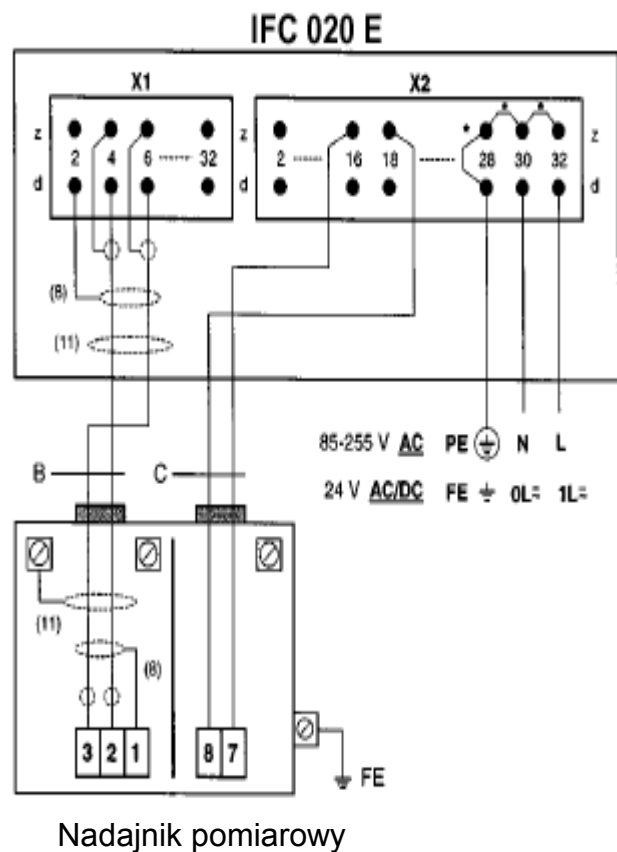 IFC 020 E
X1 X2
z z z
2 4 6 ------ 32 2 ------ 16 18 ------ * 28 * 30 * 32
d d d
(8)
(11)
85-255 V AC PE N L
B C
24 V AC/DC FE 0L≂ 1L≂
(11)
(8)
3 2 1 8 7
FE
Nadajnik pomiarowy